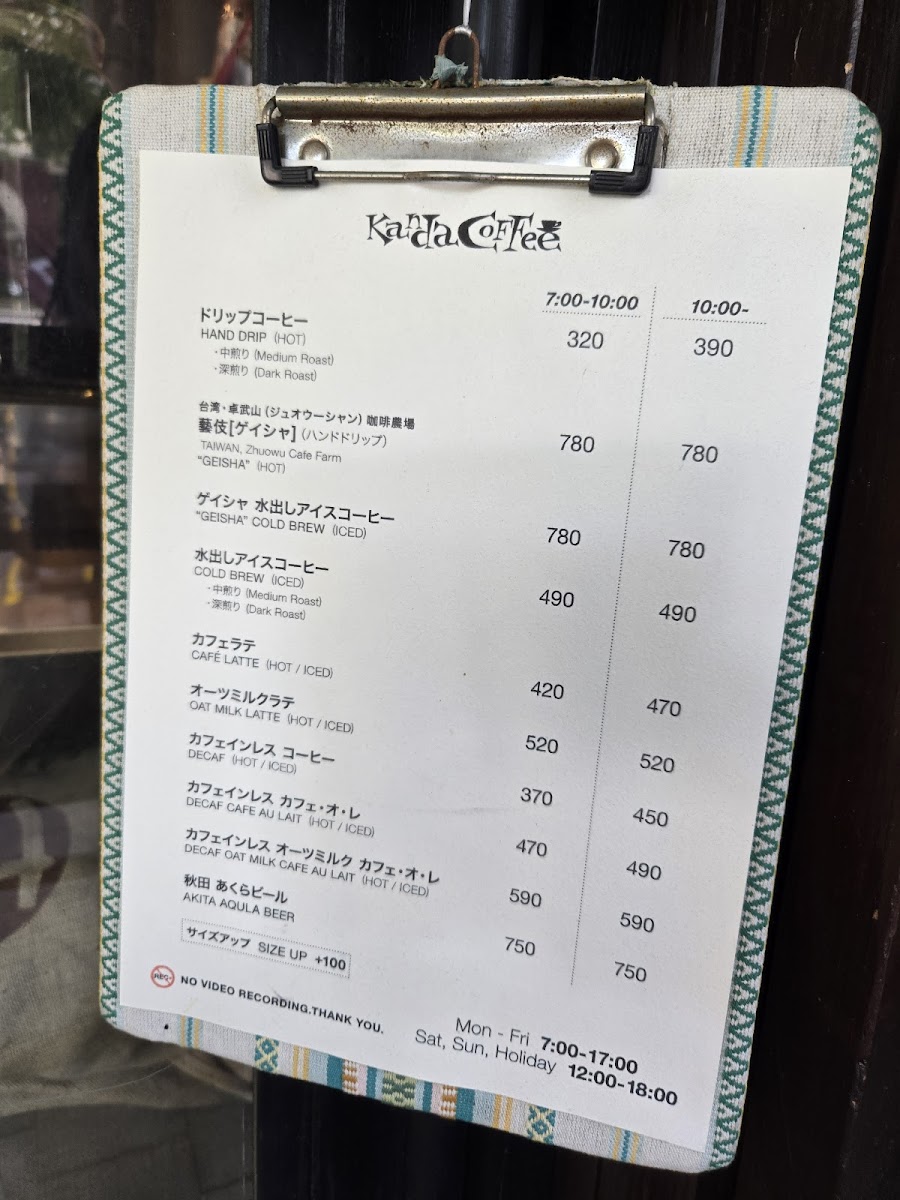 Kanda Coffee
7:00-10:00 10:00-
ドリップコーヒー
HAND DRIP (HOT) 320 390
・中煎り (Medium Roast)
・深煎り (Dark Roast)
台湾・卓武山 (ジュオウーシャン) 咖啡農場
藝伎[ゲイシャ] (ハンドドリップ) 780 780
TAIWAN, Zhuowu Cafe Farm
"GEISHA" (HOT)
ゲイシャ 水出しアイスコーヒー
"GEISHA" COLD BREW (ICED) 780 780
水出しアイスコーヒー
COLD BREW (ICED) 490 490
・中煎り (Medium Roast)
・深煎り (Dark Roast)
カフェラテ
CAFÉ LATTE (HOT / ICED) 420 470
オーツミルクラテ
OAT MILK LATTE (HOT / ICED) 520 520
カフェインレス コーヒー
DECAF (HOT / ICED) 370 450
カフェインレス カフェ・オ・レ
DECAF CAFE AU LAIT (HOT / ICED) 470 490
カフェインレス オーツミルク カフェ・オ・レ
DECAF OAT MILK CAFE AU LAIT (HOT / ICED) 590 590
秋田 あくらビール
AKITA AQULA BEER 750 750
サイズアップ SIZE UP +100
REC NO VIDEO RECORDING.THANK YOU.
Mon - Fri 7:00-17:00
Sat, Sun, Holiday 12:00-18:00